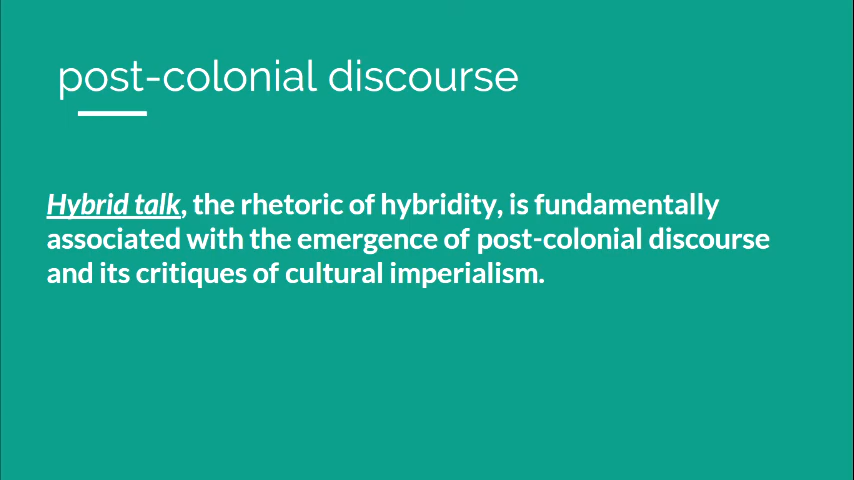 post-colonial discourse
Hybrid talk, the rhetoric of hybridity, is fundamentally
associated with the emergence of post-colonial discourse
and its critiques of cultural imperialism.